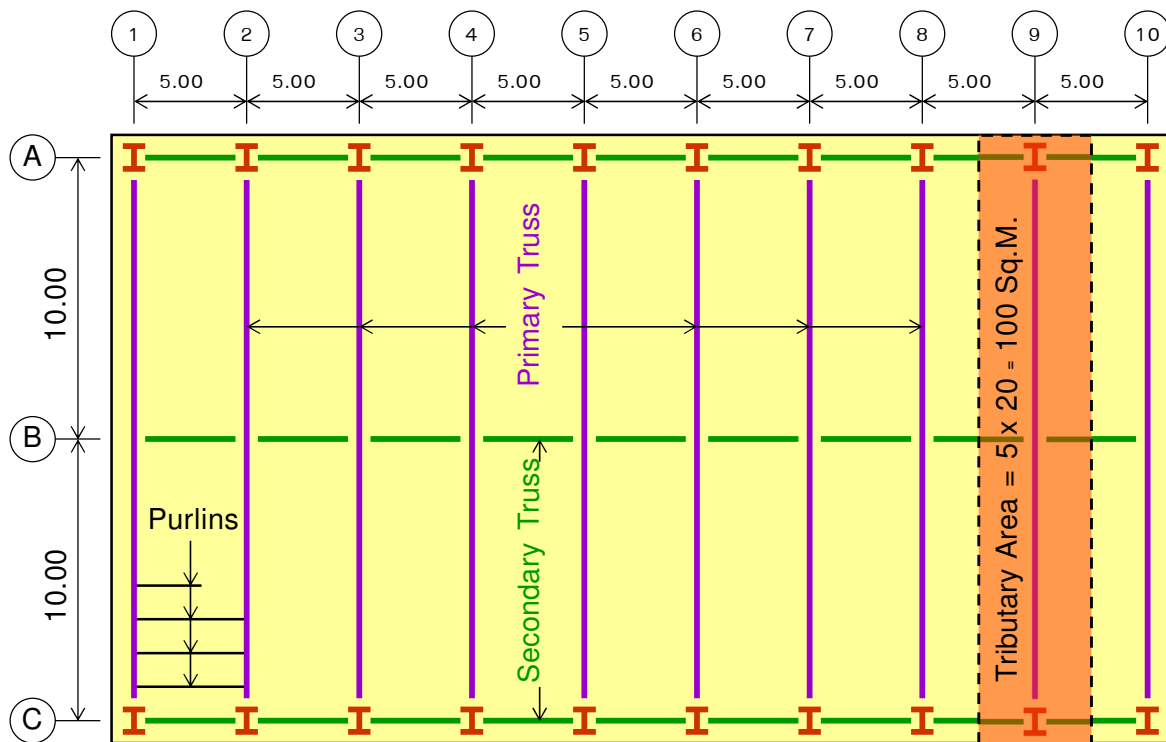 1 2 3 4 5 6 7 8 9 10
5.00 5.00 5.00 5.00 5.00 5.00 5.00 5.00 5.00
A
10.00
Primary Truss
Tributary Area = 5 x 20 = 100 Sq.M.
B
Purlins
10.00
Secondary Truss
C